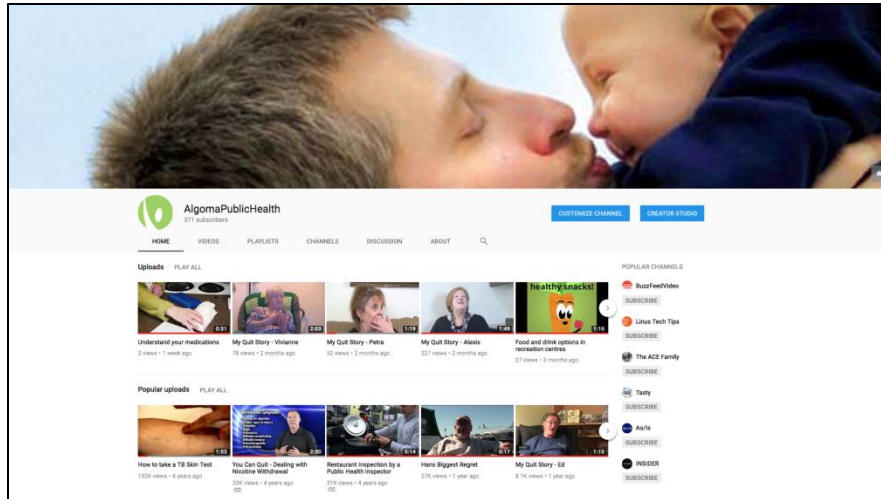 AlgomaPublicHealth
371 subscribers
CUSTOMIZE CHANNEL
CREATOR STUDIO
HOME
VIDEOS
PLAYLISTS
CHANNELS
DISCUSSION
ABOUT
Uploads PLAY ALL
0:31
2:03
1:19
1:49
healthy snacks!
1:16
Understand your medications
2 views • 1 week ago
My Quit Story - Vivianne
78 views • 2 months ago
My Quit Story - Petra
52 views • 3 months ago
My Quit Story - Alexis
227 views • 2 months ago
Food and drink options in
recreation centres
27 views • 3 months ago
Popular uploads PLAY ALL
1:53
2:30
5:14
0:17
1:15
How to take a TB Skin Test
132K views • 6 years ago
You Can Quit - Dealing with
Nicotine Withdrawal
33K views • 4 years ago
CC
Restaurant Inspection by a
Public Health Inspector
31K views • 4 years ago
CC
Hans Biggest Regret
27K views • 1 year ago
My Quit Story - Ed
8.1K views • 1 year ago
POPULAR CHANNELS
BuzzFeedVideo
SUBSCRIBE
Linus Tech Tips
SUBSCRIBE
The ACE Family
SUBSCRIBE
Tasty
SUBSCRIBE
As/Is
SUBSCRIBE
INSIDER
SUBSCRIBE